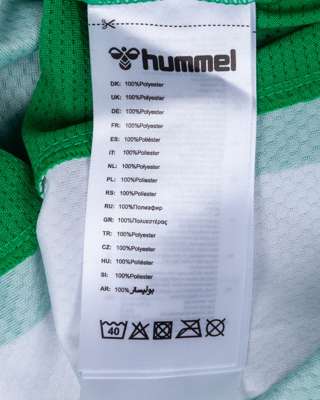 hummel
DK: 100%Polyester
UK: 100%Polyester
DE: 100%Polyester
FR: 100%Polyester
ES: 100%Poliéster
IT: 100%Poliestere
NL: 100%Polyester
PL: 100%Poliester
RS: 100%Poliester
RU: 100%Полиэфир
GR: 100%Πολυεστέρας
TR: 100%Polyester
CZ: 100%Polyester
HU: 100%Poliészter
SI: 100%Poliester
AR: 100% بوليستر
40